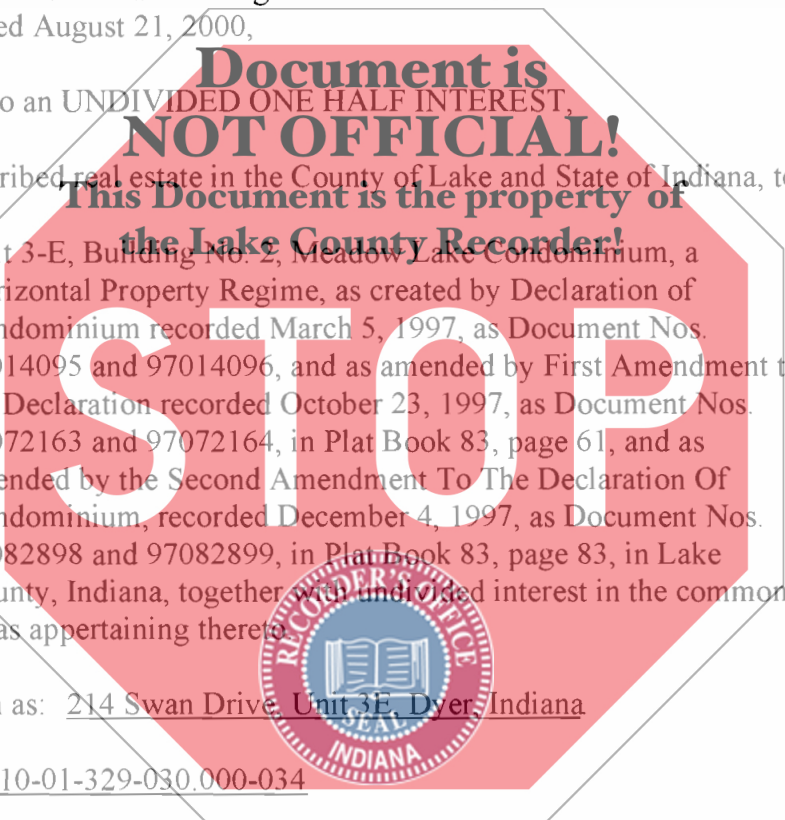 ed August 21, 2000,
Document is
o an UNDIVIDED ONE HALF INTEREST,
NOT OFFICIAL!
ribed real estate in the County of Lake and State of Indiana, t
This Document is the property of
the Lake County Recorder!
t 3-E, Building No. 2, Meadow Lake Condominium, a
rizontal Property Regime, as created by Declaration of
ndominium recorded March 5, 1997, as Document Nos.
014095 and 97014096, and as amended by First Amendment t
Declaration recorded October 23, 1997, as Document Nos.
072163 and 97072164, in Plat Book 83, page 61, and as
ended by the Second Amendment To The Declaration Of
ndominium, recorded December 4, 1997, as Document Nos.
082898 and 97082899, in Plat Book 83, page 83, in Lake
unty, Indiana, together with undivided interest in the common
as appertaining thereto.
STOP
RECORDER'S OFFICE
SEAL
INDIANA
as: 214 Swan Drive, Unit 3E, Dyer, Indiana
10-01-329-030.000-034